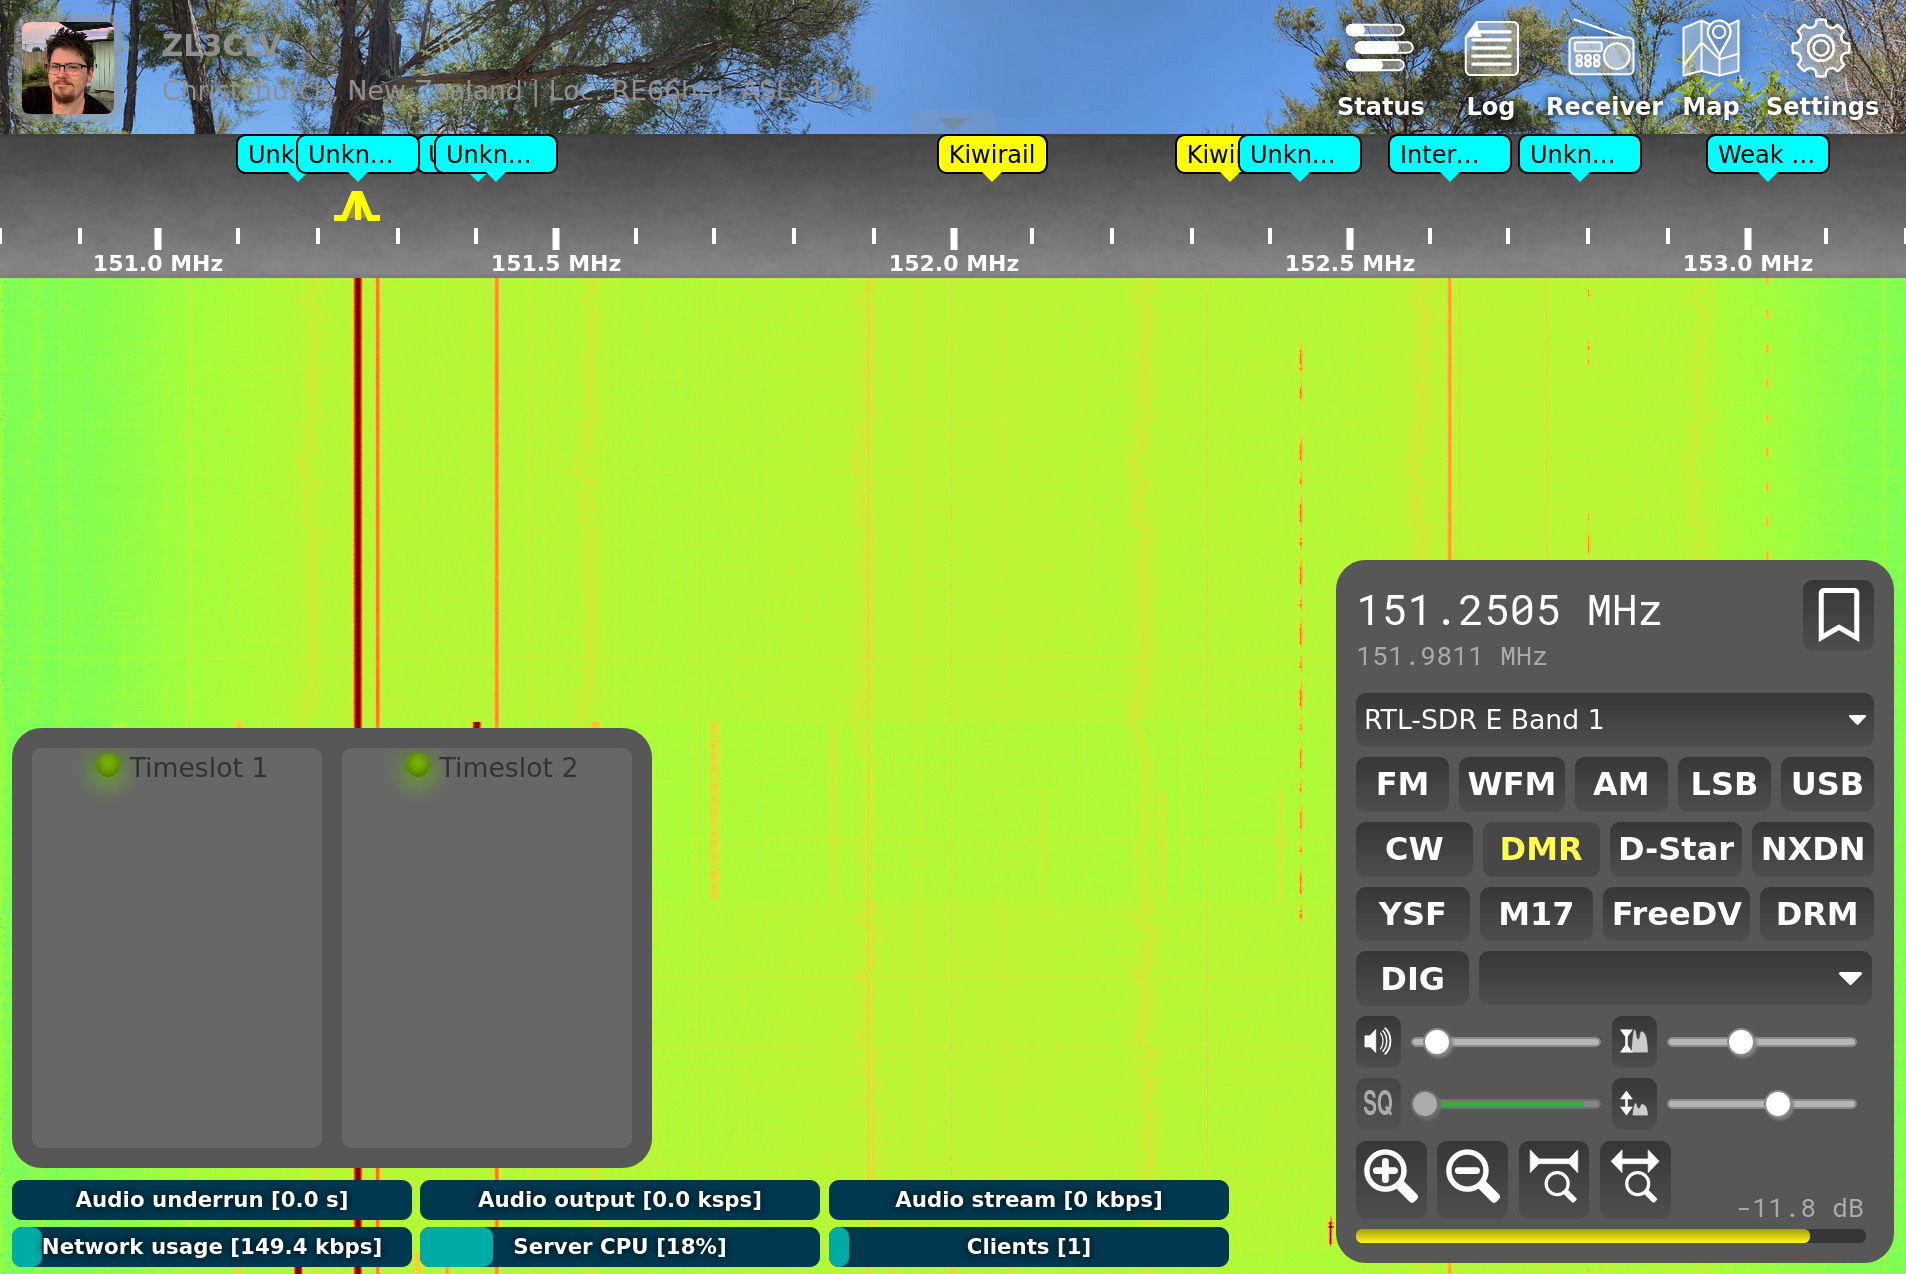 ZL3CLV
Christchurch, New Zealand | Loc: RE66hm, ASL: 12 m
Status Log Receiver Map Settings
Unk Unkn... U Unkn... Kiwirail Kiwi Unkn... Inter... Unkn... Weak ...
151.0 MHz 151.5 MHz 152.0 MHz 152.5 MHz 153.0 MHz
151.2505 MHz
151.9811 MHz
RTL-SDR E Band 1
FM WFM AM LSB USB
CW DMR D-Star NXDN
YSF M17 FreeDV DRM
DIG
SQ
-11.8 dB
Timeslot 1 Timeslot 2
Audio underrun [0.0 s] Audio output [0.0 ksps] Audio stream [0 kbps]
Network usage [149.4 kbps] Server CPU [18%] Clients [1]